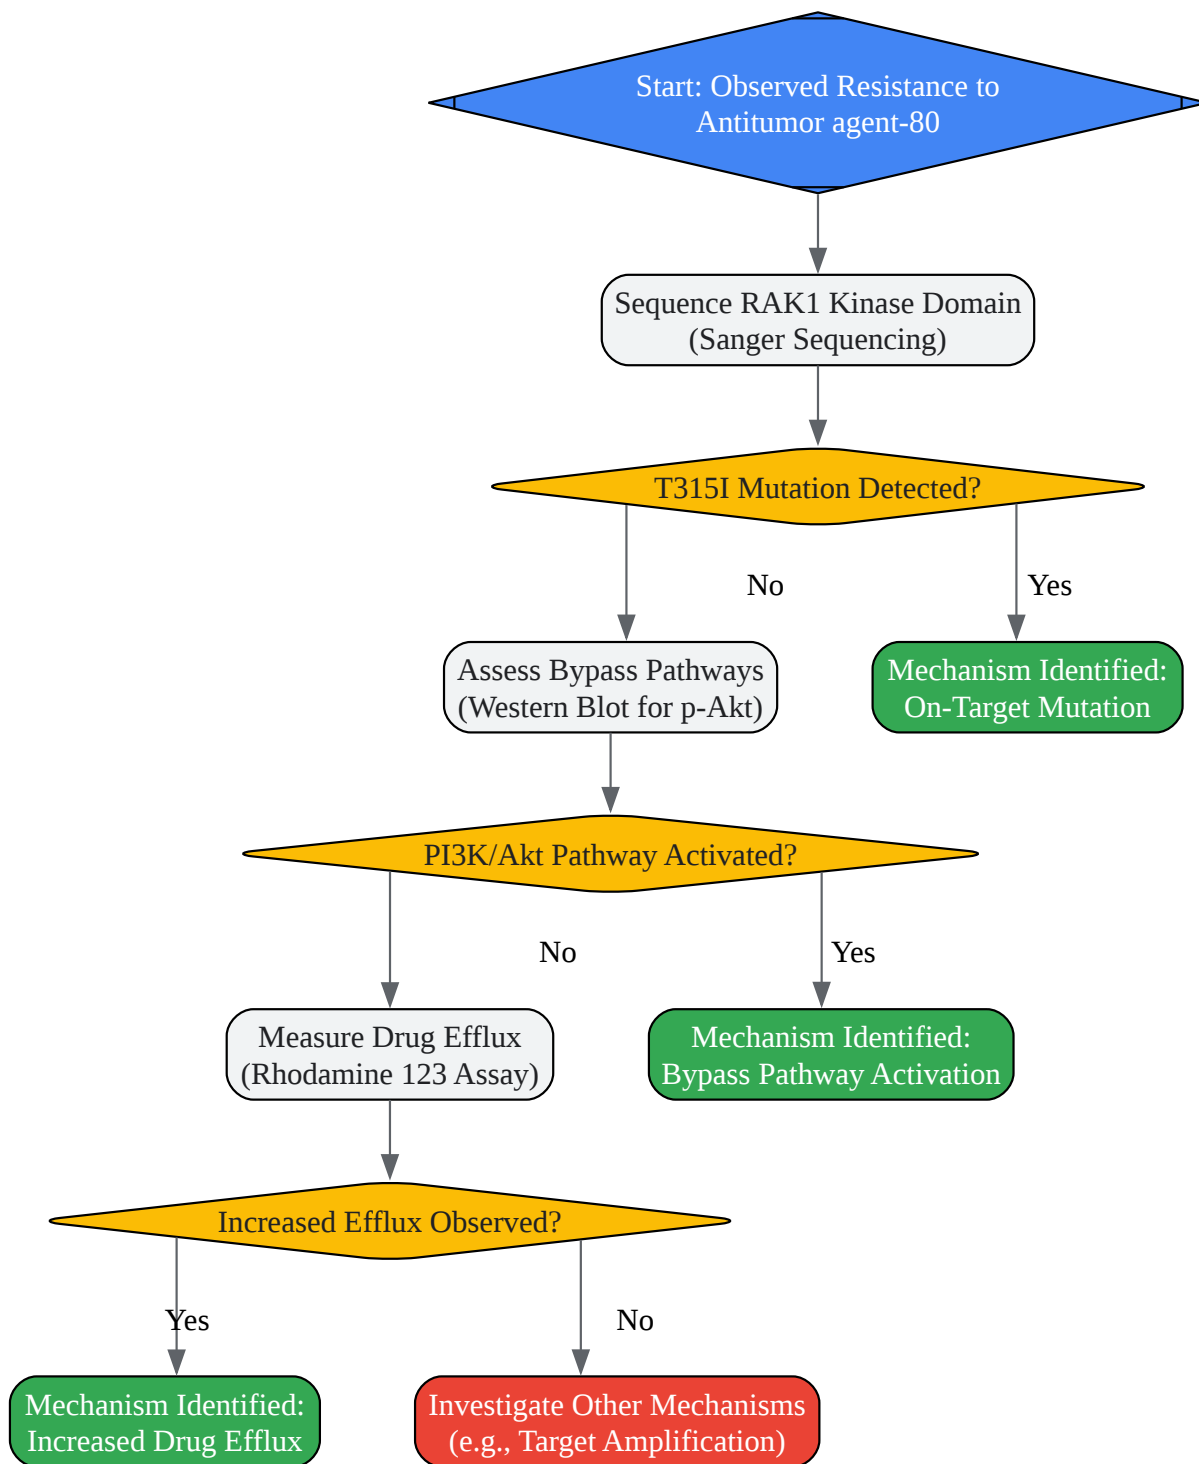 Start: Observed Resistance to
Antitumor agent-80
Sequence RAK1 Kinase Domain
(Sanger Sequencing)
T315I Mutation Detected?
No
Yes
Assess Bypass Pathways
(Western Blot for p-Akt)
Mechanism Identified:
On-Target Mutation
PI3K/Akt Pathway Activated?
No
Yes
Measure Drug Efflux
(Rhodamine 123 Assay)
Mechanism Identified:
Bypass Pathway Activation
Increased Efflux Observed?
Yes
No
Mechanism Identified:
Increased Drug Efflux
Investigate Other Mechanisms
(e.g., Target Amplification)